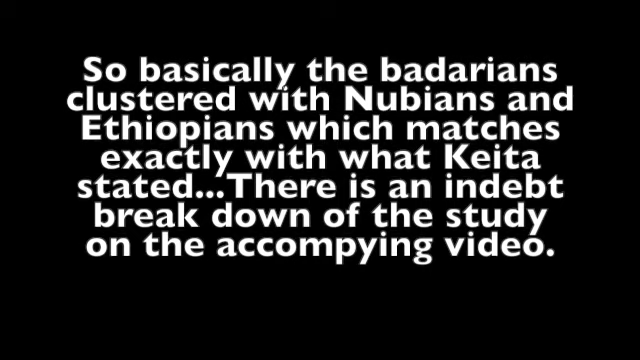 So basically the badarians
clustered with Nubians and
Ethiopians which matches
exactly with what Keita
stated...There is an indebt
break down of the study
on the accompying video.